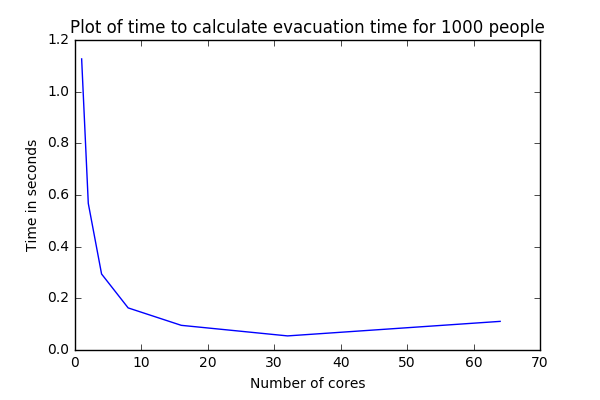 Plot of time to calculate evacuation time for 1000 people
1.2
1.0
0.8
0.6
0.4
0.2
0.0
Time in seconds
0 10 20 30 40 50 60 70
Number of cores